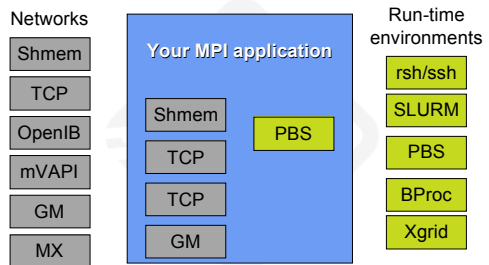 Networks
Shmem
TCP
OpenIB
mVAPI
GM
MX
Your MPI application
Shmem
TCP
TCP
GM
PBS
Run-time
environments
rsh/ssh
SLURM
PBS
BProc
Xgrid